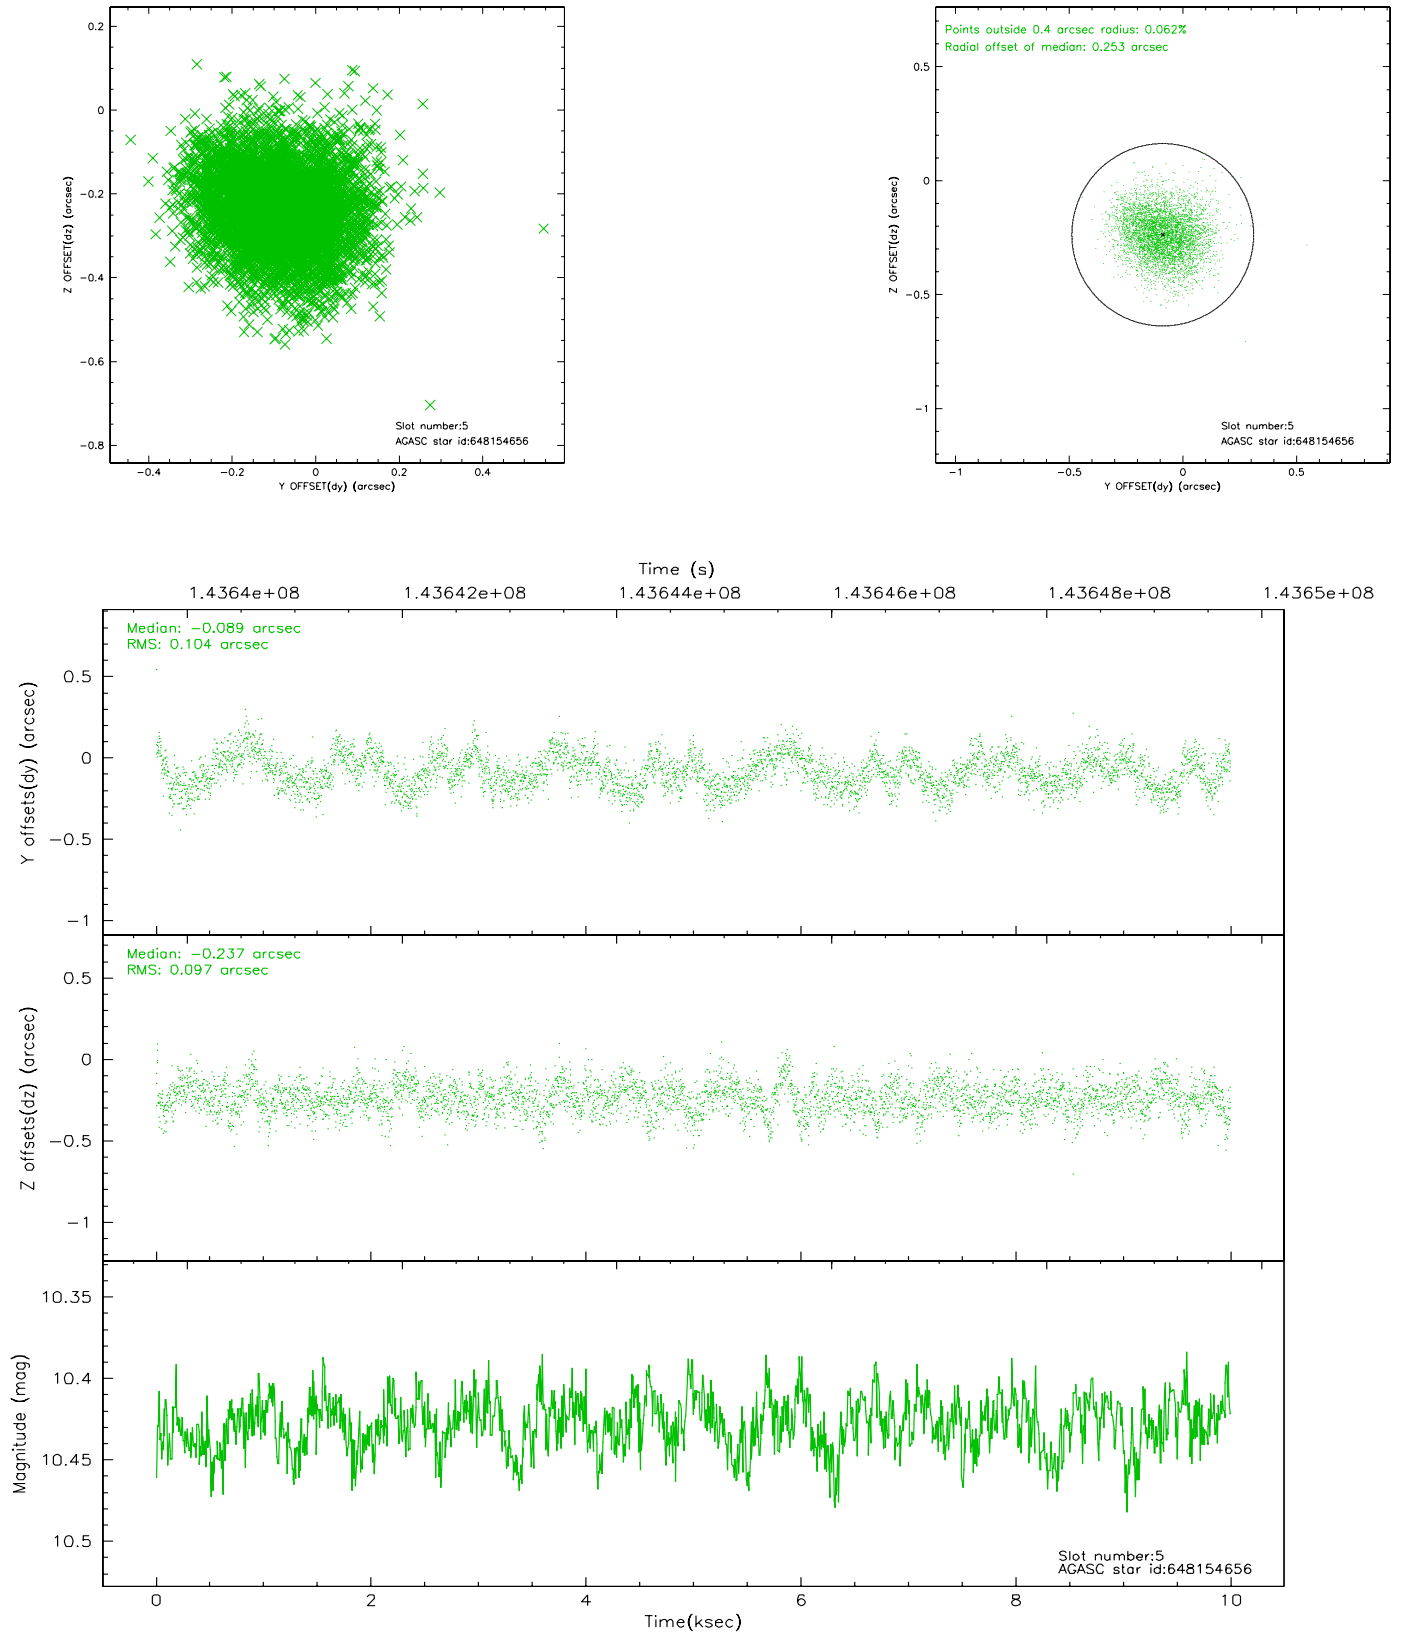 0.2
0
−0.2
−0.4
−0.6
−0.8
Z OFFSET(dz) (arcsec)
−0.4 −0.2 0 0.2 0.4
Y OFFSET(dy) (arcsec)
Slot number:5
AGASC star id:648154656
Points outside 0.4 arcsec radius: 0.062%
Radial offset of median: 0.253 arcsec
0.5
0
−0.5
−1
Z OFFSET(dz) (arcsec)
−1 −0.5 0 0.5
Y OFFSET(dy) (arcsec)
Slot number:5
AGASC star id:648154656
Time (s)
1.4364e+08 1.43642e+08 1.43644e+08 1.43646e+08 1.43648e+08 1.4365e+08
Median: −0.089 arcsec
RMS: 0.104 arcsec
0.5
0
−0.5
−1
Y offsets(dy) (arcsec)
Median: −0.237 arcsec
RMS: 0.097 arcsec
0.5
0
−0.5
−1
Z offsets(dz) (arcsec)
10.35
10.4
10.45
10.5
Magnitude (mag)
Slot number:5
AGASC star id:648154656
0 2 4 6 8 10
Time(ksec)